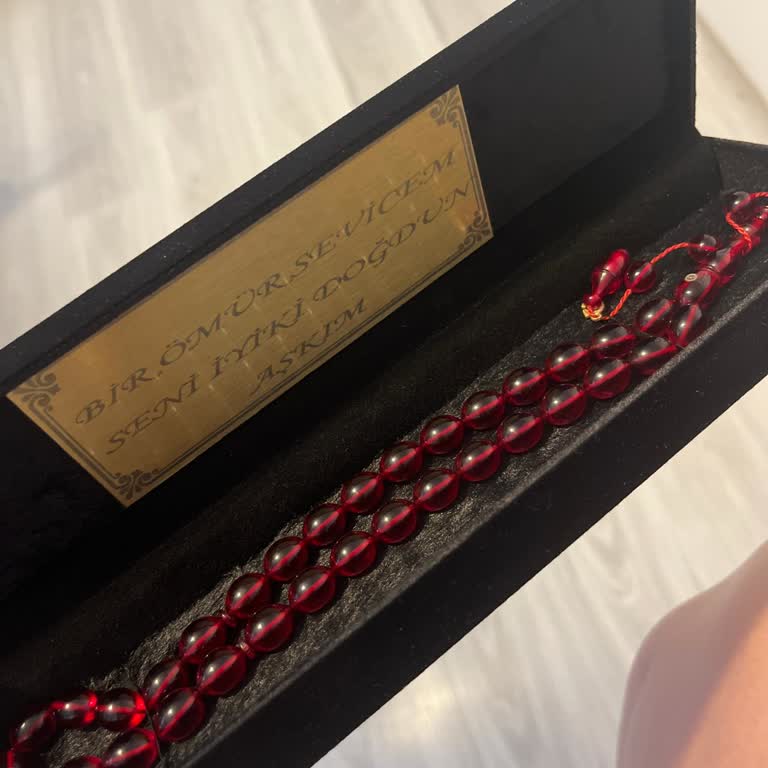 BİR ÖMÜR SEVİCEM
SENİ İYİKİ DOĞDUN
AŞKIM